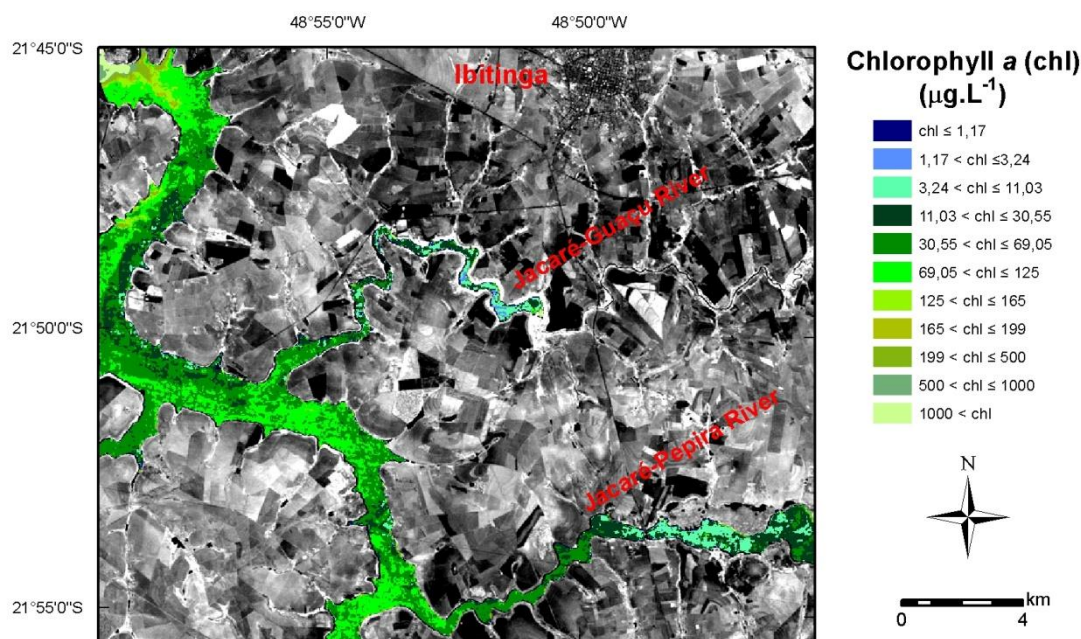 48°55'0"W 48°50'0"W
21°45'0"S
Ibitinga
Jacaré-Guaçu River
21°50'0"S
Jacaré-Pepira River
21°55'0"S
Chlorophyll a (chl)
(µg.L-1)
chl ≤ 1,17
1,17 < chl ≤3,24
3,24 < chl ≤ 11,03
11,03 < chl ≤ 30,55
30,55 < chl ≤ 69,05
69,05 < chl ≤ 125
125 < chl ≤ 165
165 < chl ≤ 199
199 < chl ≤ 500
500 < chl ≤ 1000
1000 < chl
N
km
0 4